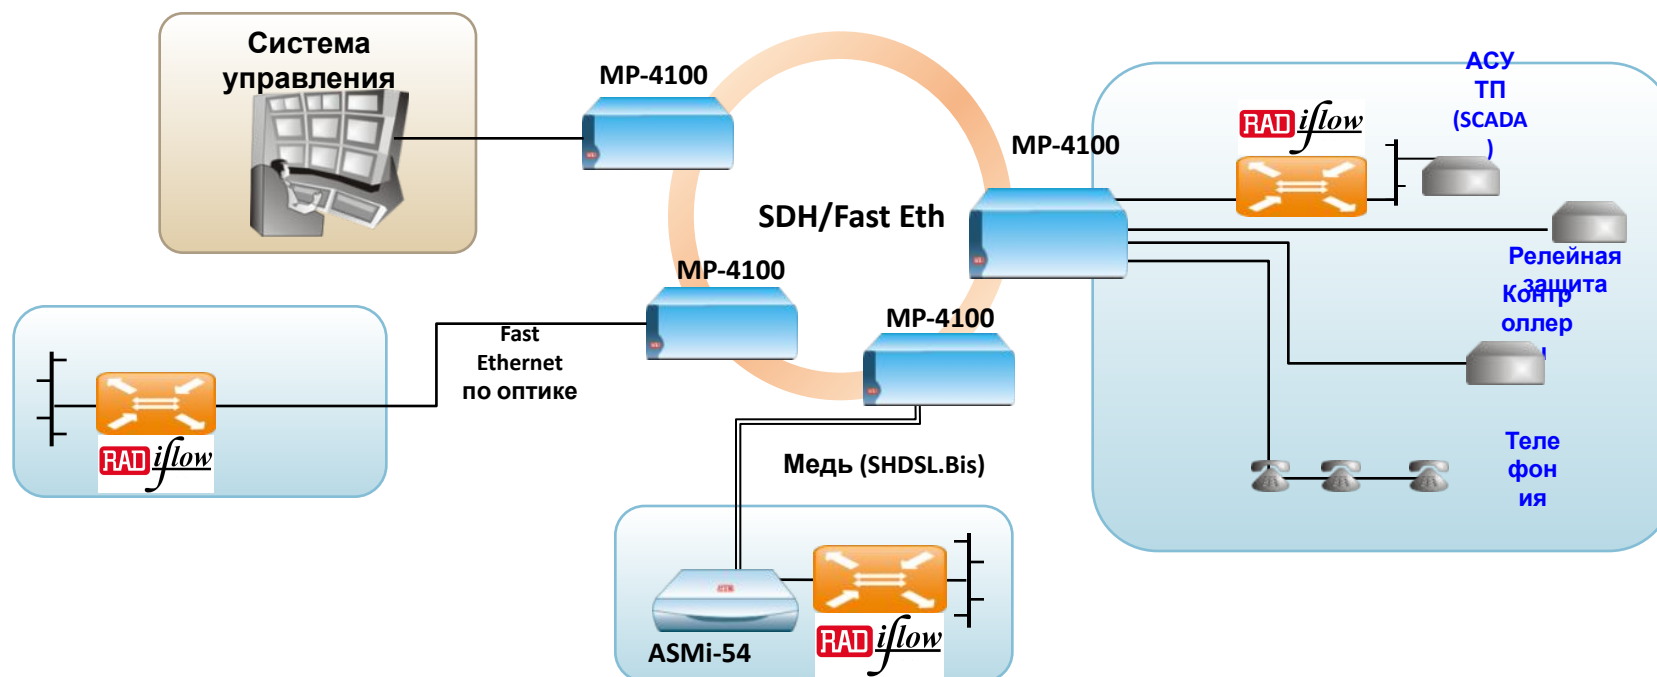 Система
управления
MP-4100
MP-4100
SDH/Fast Eth
MP-4100
MP-4100
RAD iflow
АСУ
ТП
(SCADA
)
Релейная
защита
Контр
оллер
Теле
фон
ия
Fast
Ethernet
по оптике
RAD iflow
Медь (SHDSL.Bis)
ASMi-54
RAD iflow